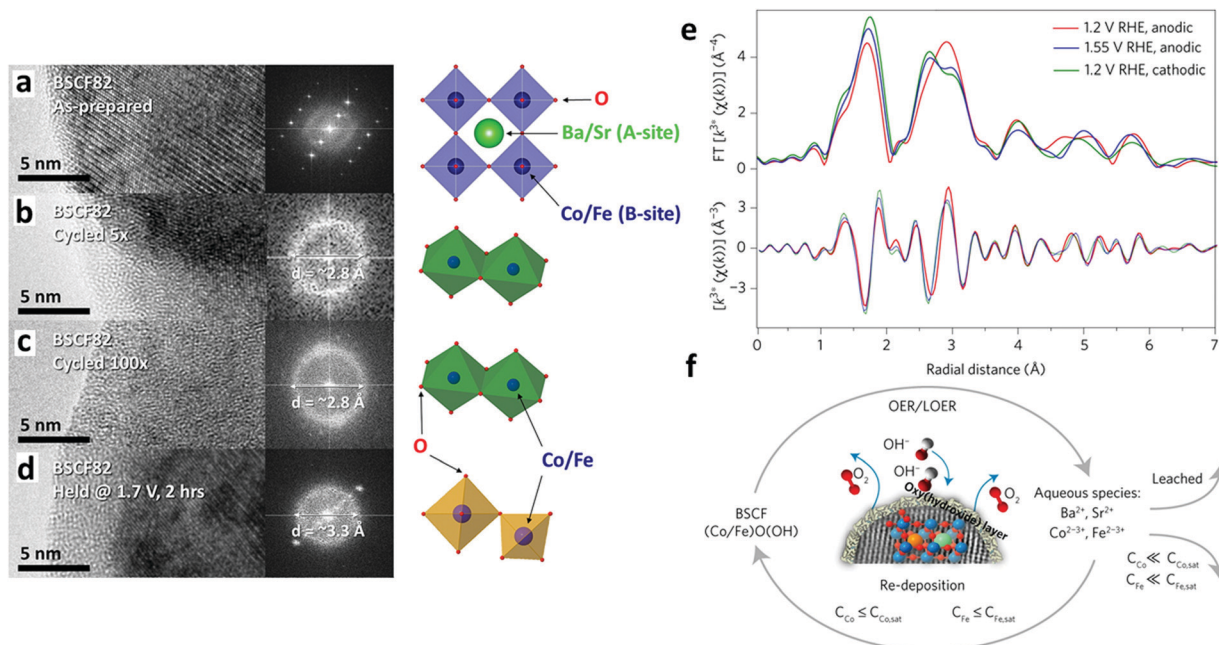 a
BSCF82
As-prepared
5 nm
b
BSCF82
Cycled 5x
5 nm
d = ~2.8 Å
c
BSCF82
Cycled 100x
5 nm
d = ~2.8 Å
d
BSCF82
Held @ 1.7 V, 2 hrs
5 nm
d = ~3.3 Å
O
Ba/Sr (A-site)
Co/Fe (B-site)
O
Co/Fe
e
FT [k³*(χ(k))] (Å⁻⁴)
4
2
0
1.2 V RHE, anodic
1.55 V RHE, anodic
1.2 V RHE, cathodic
[k³*(χ(k))] (Å⁻³)
3
0
−3
0 1 2 3 4 5 6 7
Radial distance (Å)
f
OER/LOER
OH⁻
OH⁻
O₂
O₂
Oxy(hydroxide) layer
BSCF
(Co/Fe)O(OH)
Aqueous species:
Ba²⁺, Sr²⁺
Co²⁻³⁺, Fe²⁻³⁺
Leached
C_Co ≪ C_Co,sat
C_Fe ≪ C_Fe,sat
Re-deposition
C_Co ≤ C_Co,sat C_Fe ≤ C_Fe,sat